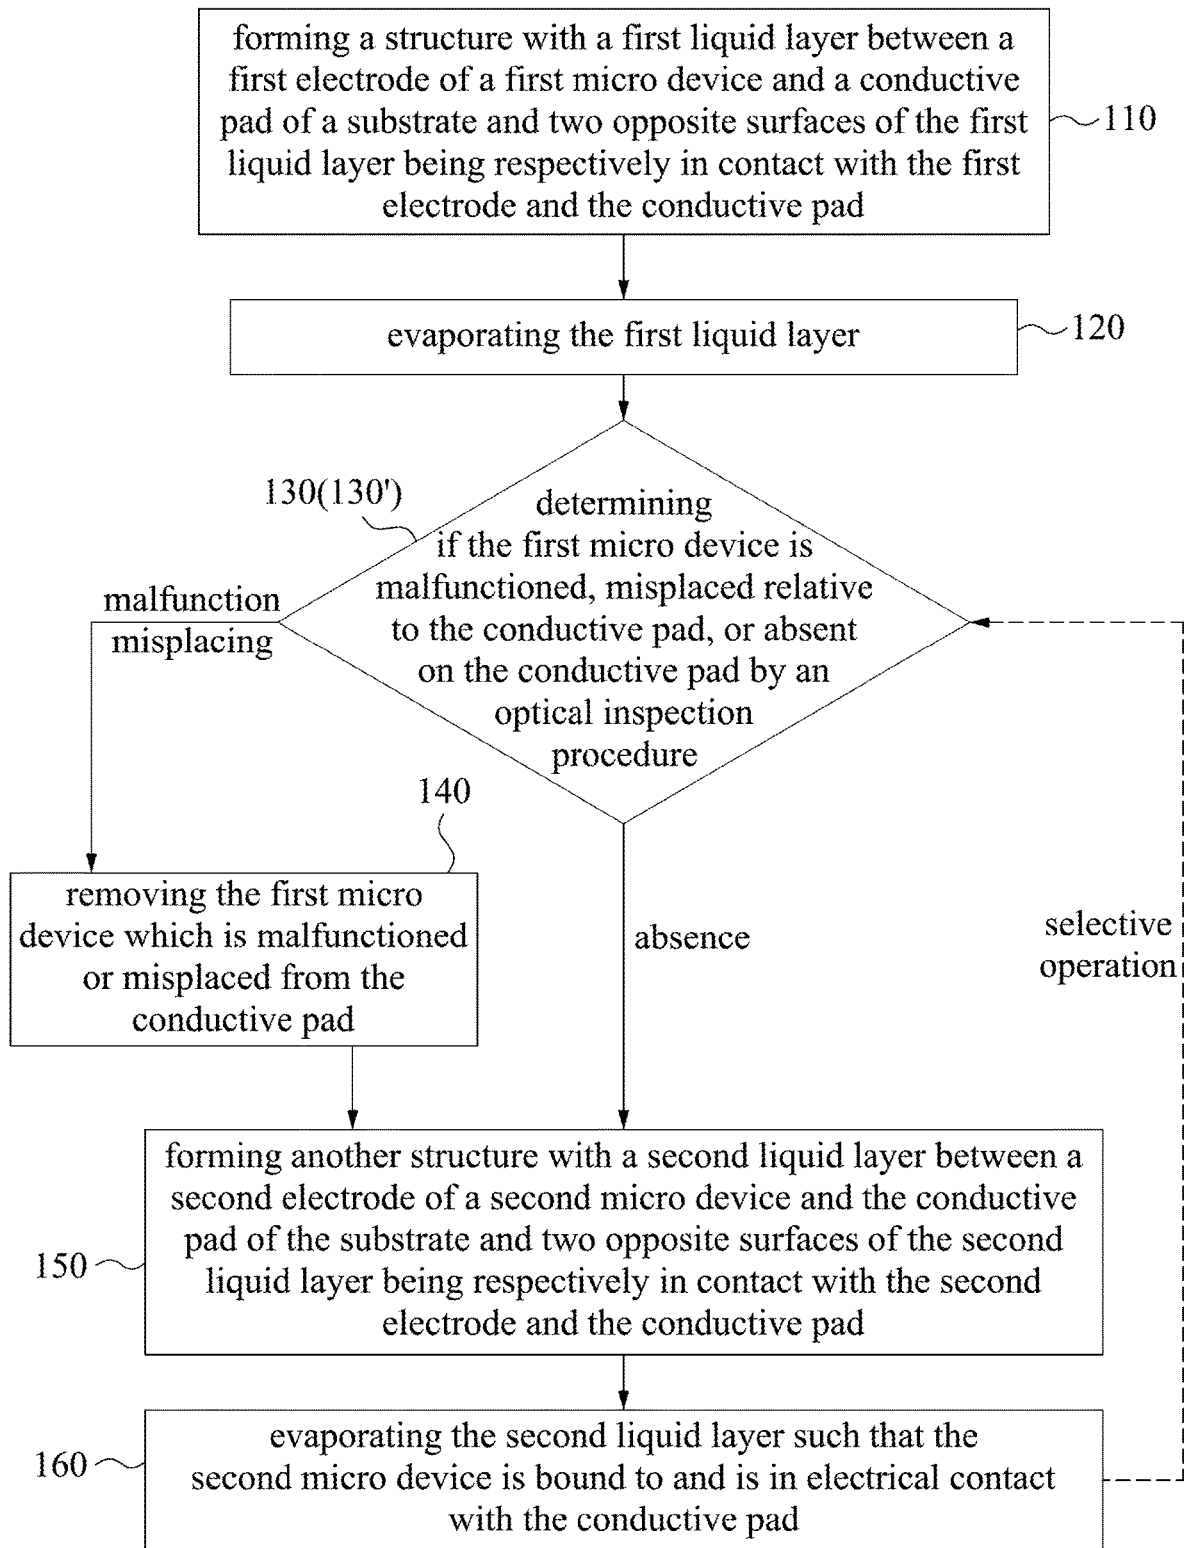 forming a structure with a first liquid layer between a
first electrode of a first micro device and a conductive
pad of a substrate and two opposite surfaces of the first
liquid layer being respectively in contact with the first
electrode and the conductive pad
110
evaporating the first liquid layer
120
130(130')
determining
if the first micro device is
malfunctioned, misplaced relative
to the conductive pad, or absent
on the conductive pad by an
optical inspection
procedure
malfunction
misplacing
140
removing the first micro
device which is malfunctioned
or misplaced from the
conductive pad
absence
selective
operation
forming another structure with a second liquid layer between a
second electrode of a second micro device and the conductive
pad of the substrate and two opposite surfaces of the second
liquid layer being respectively in contact with the second
electrode and the conductive pad
150
evaporating the second liquid layer such that the
second micro device is bound to and is in electrical contact
with the conductive pad
160